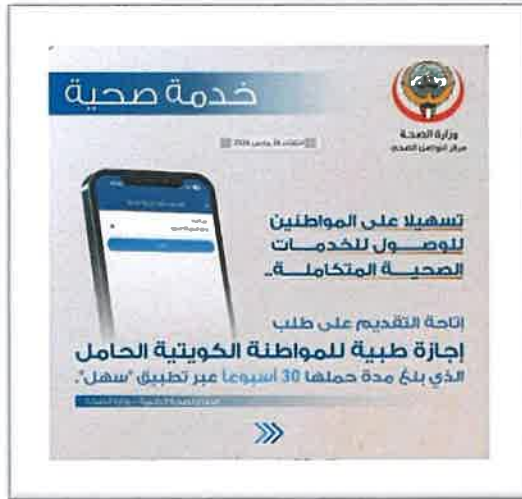 خدمة صحية
وزارة الصحة
مركز التواصل الصحي
تسهيلا على المواطنين
للوصول للخدمات
الصحية المتكاملة..
إتاحة التقديم على طلب
إجازة طبية للمواطنة الكويتية الحامل
الذي بلغ مدة حملها 30 أسبوعا عبر تطبيق "سهل".